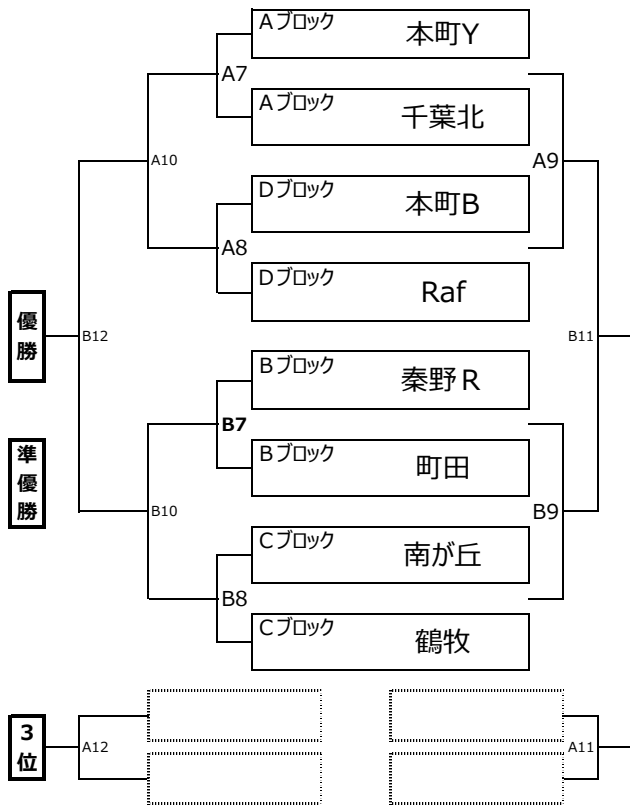 Aブロック 本町Y
A7
Aブロック 千葉北
A10
A9
Dブロック 本町B
A8
Dブロック Raf
優勝
B12
B11
Bブロック 秦野R
B7
準優勝
Bブロック 町田
B10
B9
Cブロック 南が丘
B8
Cブロック 鶴牧
3位
A12
A11